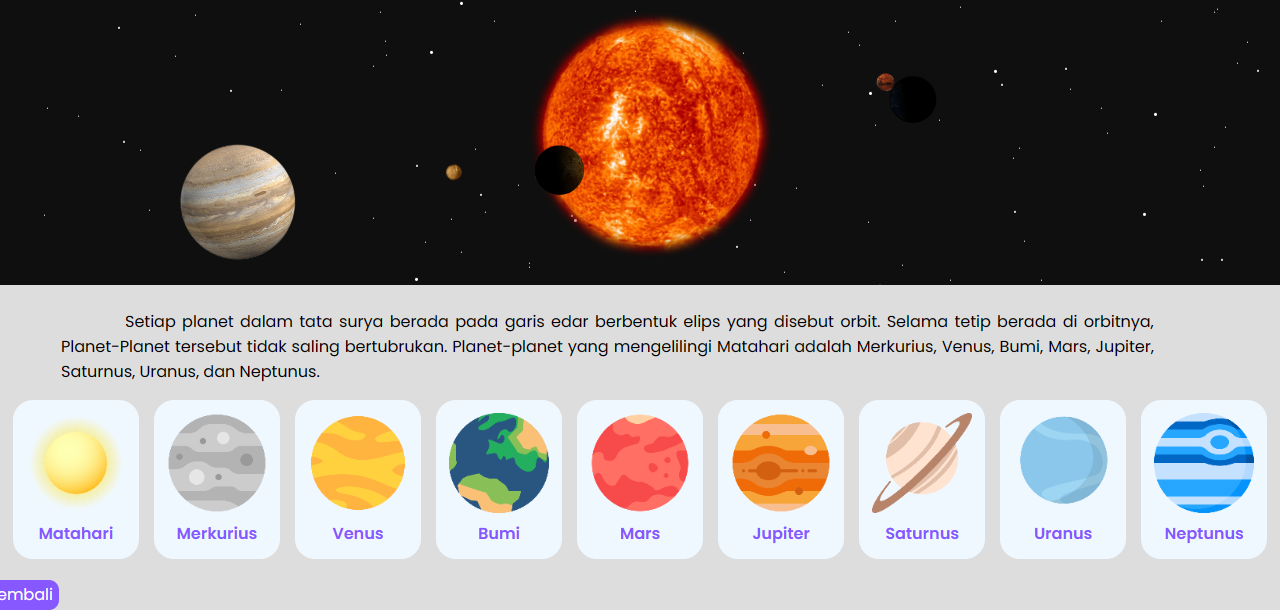 Setiap planet dalam tata surya berada pada garis edar berbentuk elips yang disebut orbit. Selama tetip berada di orbitnya,
Planet-Planet tersebut tidak saling bertubrukan. Planet-planet yang mengelilingi Matahari adalah Merkurius, Venus, Bumi, Mars, Jupiter,
Saturnus, Uranus, dan Neptunus.
Matahari
Merkurius
Venus
Bumi
Mars
Jupiter
Saturnus
Uranus
Neptunus
embali